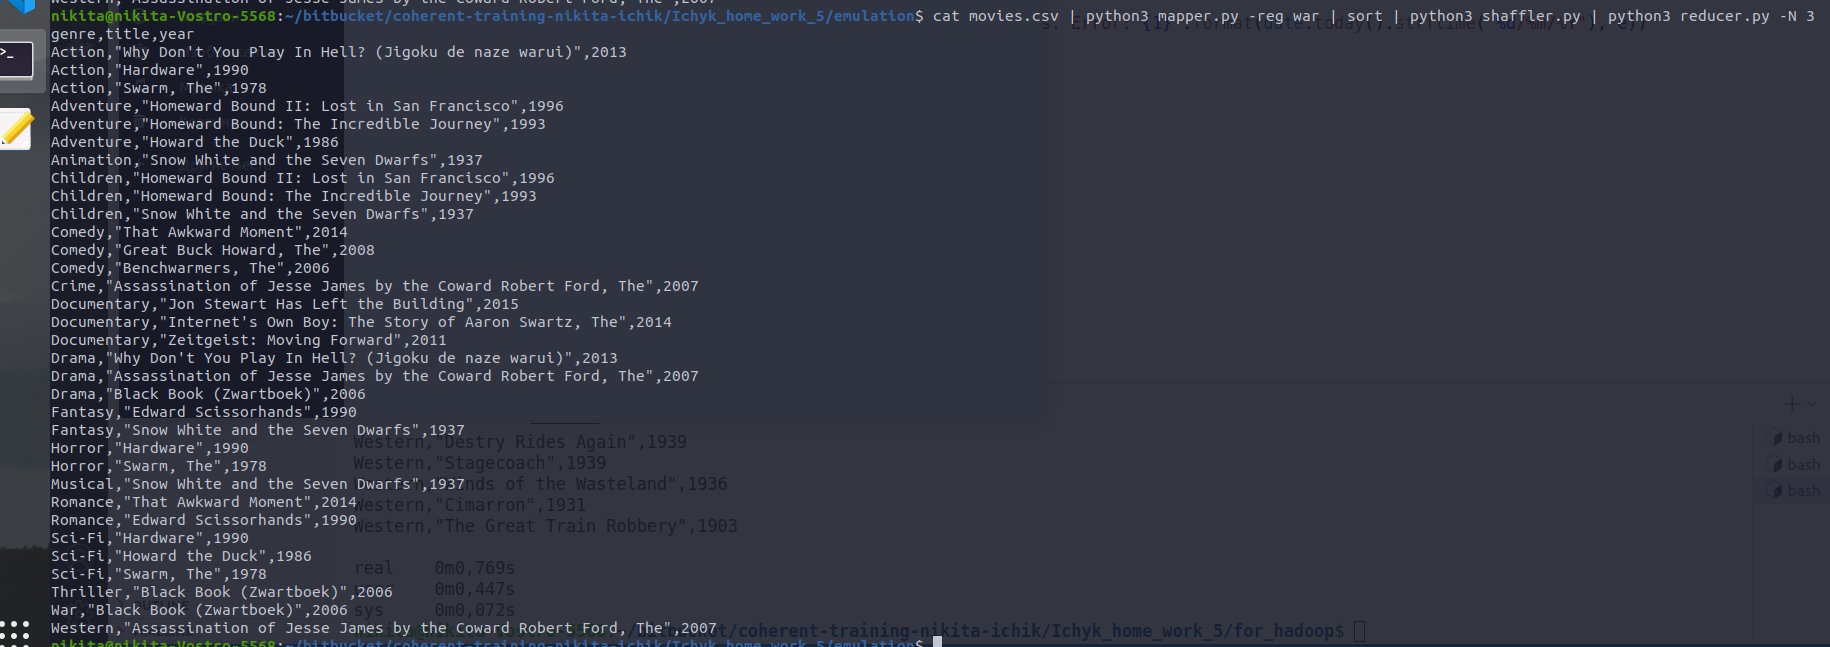 Western,"Assassination of Jesse James by the Coward Robert Ford, The",2007
nikita@nikita-Vostro-5568:~/bitbucket/coherent-training-nikita-ichik/Ichyk_home_work_5/emulation$ cat movies.csv | python3 mapper.py -reg war | sort | python3 shaffler.py | python3 reducer.py -N 3
genre,title,year
Action,"Why Don't You Play In Hell? (Jigoku de naze warui)",2013
Action,"Hardware",1990
Action,"Swarm, The",1978
Adventure,"Homeward Bound II: Lost in San Francisco",1996
Adventure,"Homeward Bound: The Incredible Journey",1993
Adventure,"Howard the Duck",1986
Animation,"Snow White and the Seven Dwarfs",1937
Children,"Homeward Bound II: Lost in San Francisco",1996
Children,"Homeward Bound: The Incredible Journey",1993
Children,"Snow White and the Seven Dwarfs",1937
Comedy,"That Awkward Moment",2014
Comedy,"Great Buck Howard, The",2008
Comedy,"Benchwarmers, The",2006
Crime,"Assassination of Jesse James by the Coward Robert Ford, The",2007
Documentary,"Jon Stewart Has Left the Building",2015
Documentary,"Internet's Own Boy: The Story of Aaron Swartz, The",2014
Documentary,"Zeitgeist: Moving Forward",2011
Drama,"Why Don't You Play In Hell? (Jigoku de naze warui)",2013
Drama,"Assassination of Jesse James by the Coward Robert Ford, The",2007
Drama,"Black Book (Zwartboek)",2006
Fantasy,"Edward Scissorhands",1990
Fantasy,"Snow White and the Seven Dwarfs",1937
Horror,"Hardware",1990
Horror,"Swarm, The",1978
Musical,"Snow White and the Seven Dwarfs",1937
Romance,"That Awkward Moment",2014
Romance,"Edward Scissorhands",1990
Sci-Fi,"Hardware",1990
Sci-Fi,"Howard the Duck",1986
Sci-Fi,"Swarm, The",1978
Thriller,"Black Book (Zwartboek)",2006
War,"Black Book (Zwartboek)",2006
Western,"Assassination of Jesse James by the Coward Robert Ford, The",2007
nikita@nikita-Vostro-5568:~/bitbucket/coherent-training-nikita-ichik/Ichyk_home_work_5/emulation$
Western,"Destry Rides Again",1939
Western,"Stagecoach",1939
of the Wasteland",1936
Western,"Cimarron",1931
Western,"The Great Train Robbery",1903
real 0m0,769s
0m0,447s
sys 0m0,072s
/coherent-training-nikita-ichik/Ichyk_home_work_5/for_hadoop$
bash
bash
bash